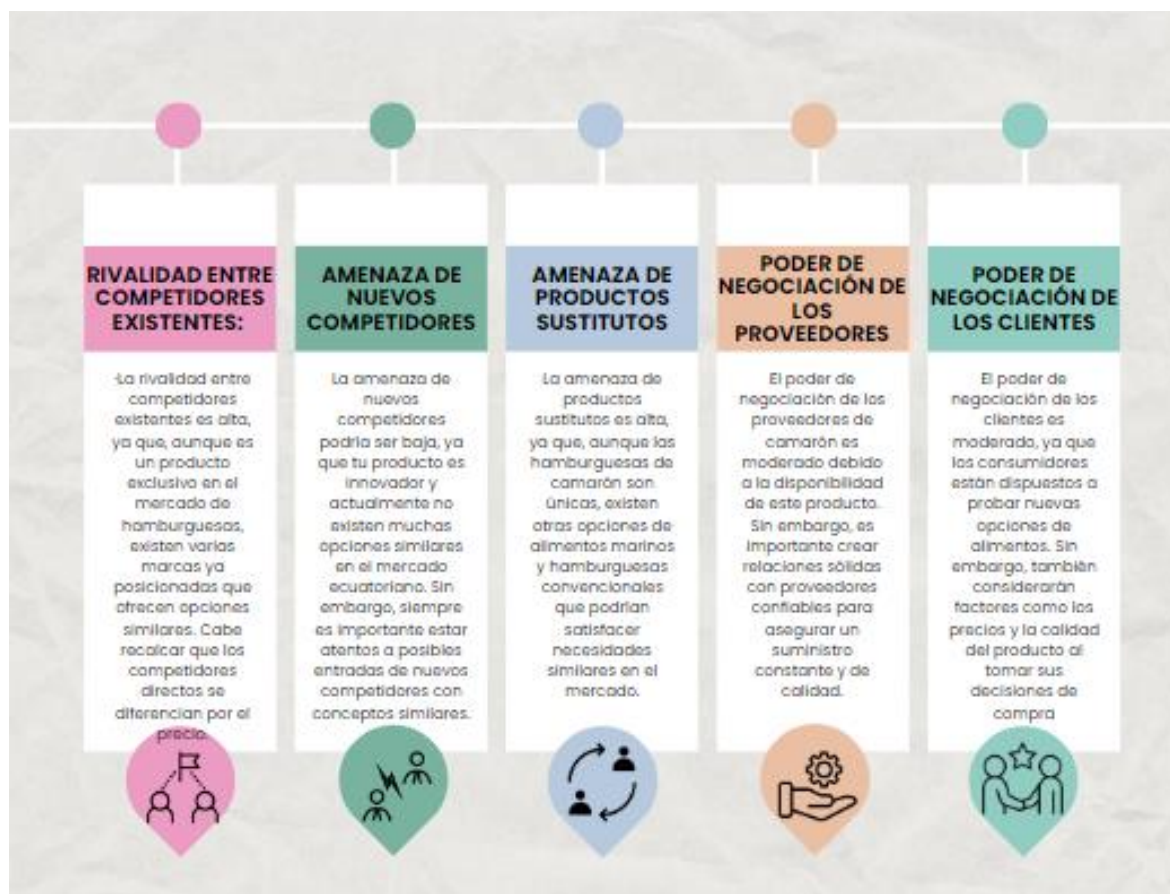 RIVALIDAD ENTRE
COMPETIDORES
EXISTENTES:
·La rivalidad entre
competidores
existentes es alta,
ya que, aunque es
un producto
exclusivo en el
mercado de
hamburguesas,
existen varias
marcas ya
posicionadas que
ofrecen opciones
similares. Cabe
recalcar que los
competidores
directos se
diferencian por el
precio.
AMENAZA DE
NUEVOS
COMPETIDORES
La amenaza de
nuevos
competidores
podría ser baja, ya
que tu producto es
innovador y
actualmente no
existen muchas
opciones similares
en el mercado
ecuatoriano. Sin
embargo, siempre
es importante estar
atentos a posibles
entradas de nuevos
competidores con
conceptos similares.
AMENAZA DE
PRODUCTOS
SUSTITUTOS
La amenaza de
productos
sustitutos es alta,
ya que, aunque las
hamburguesas de
camarón son
únicas, existen
otras opciones de
alimentos marinos
y hamburguesas
convencionales
que podrían
satisfacer
necesidades
similares en el
mercado.
PODER DE
NEGOCIACIÓN DE
LOS
PROVEEDORES
El poder de
negociación de los
proveedores de
camarón es
moderado debido
a la disponibilidad
de este producto.
Sin embargo, es
importante crear
relaciones sólidas
con proveedores
confiables para
asegurar un
suministro
constante y de
calidad.
PODER DE
NEGOCIACIÓN DE
LOS CLIENTES
El poder de
negociación de los
clientes es
moderado, ya que
los consumidores
están dispuestos a
probar nuevas
opciones de
alimentos. Sin
embargo, también
considerarán
factores como los
precios y la calidad
del producto al
tomar sus
decisiones de
compra